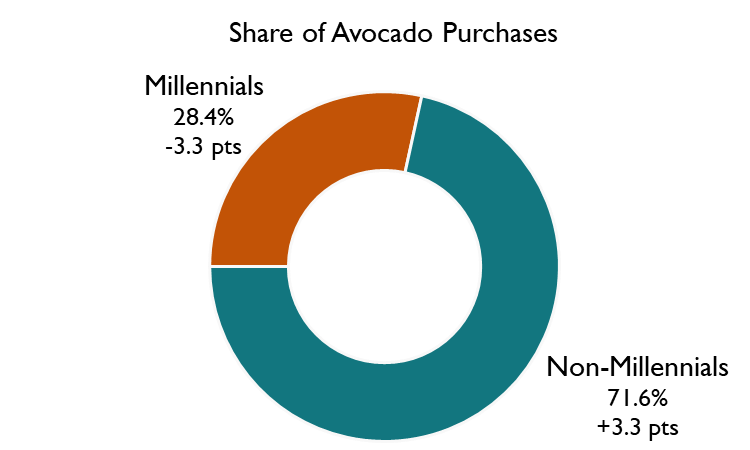 Share of Avocado Purchases
Millennials
28.4%
-3.3 pts
Non-Millennials
71.6%
+3.3 pts